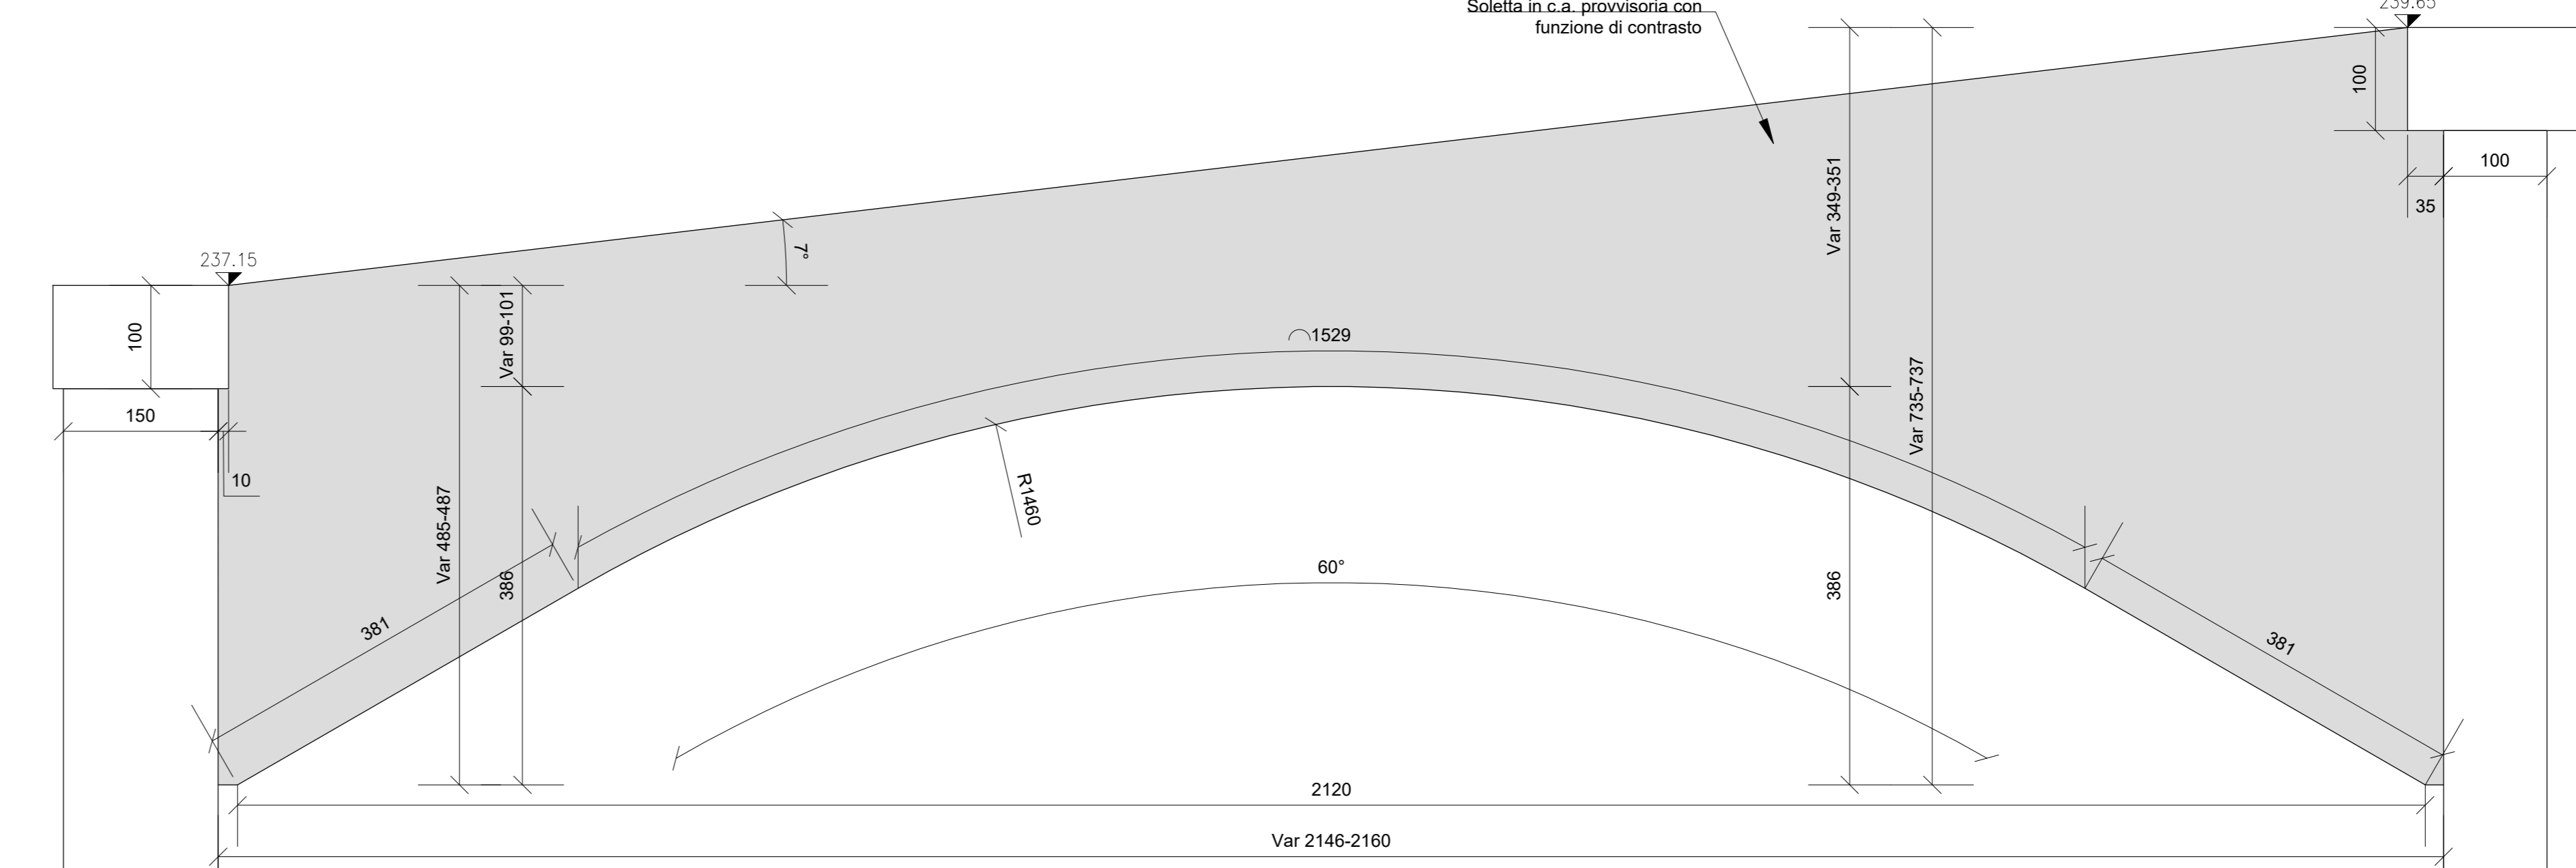 Soletta in c.a. provvisoria con
funzione di contrasto
239.65
100
100
35
Var 349-351
7°
237.15
Var 99-101
100
1529
Var 735-737
150
10
R1460
Var 485-487
386
60°
386
381
381
2120
Var 2146-2160